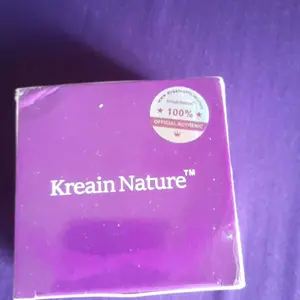 100%
OFFICIAL AUTHENTIC
Kreain Nature™